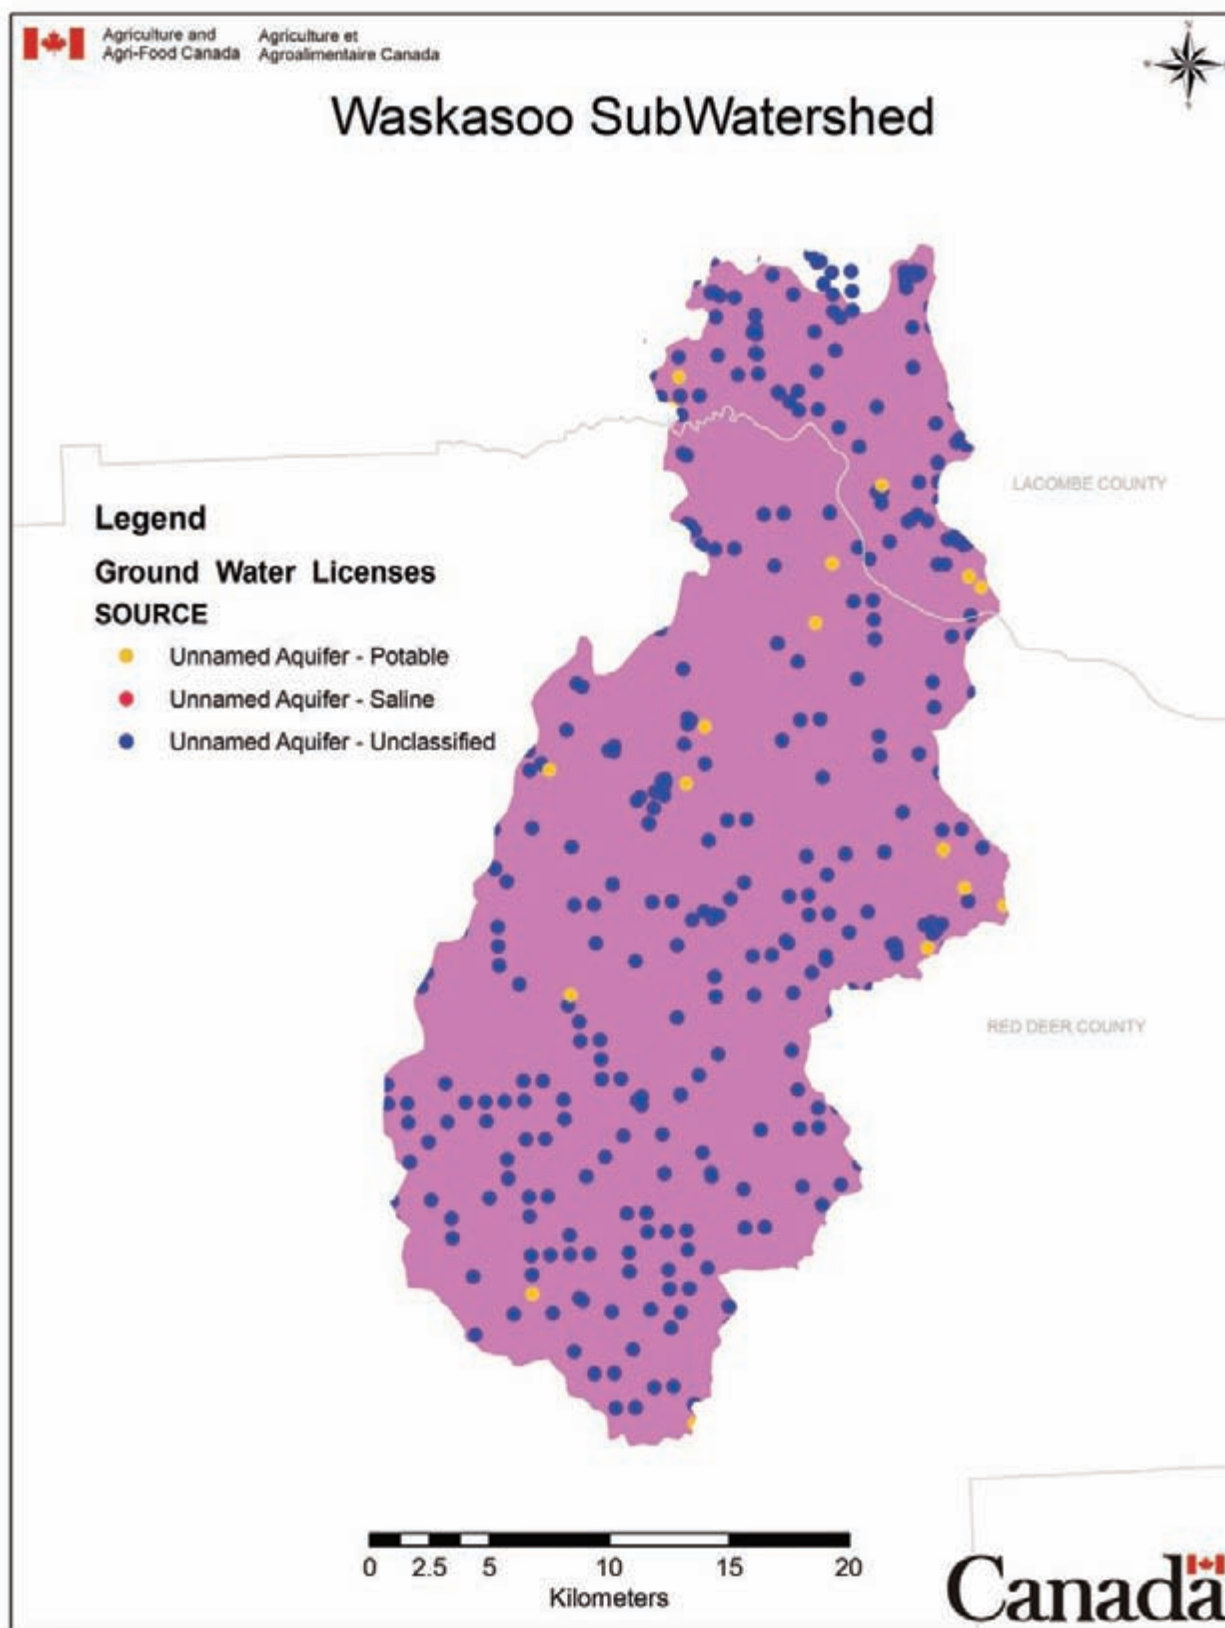 Agriculture and Agriculture et
Agri-Food Canada Agroalimentaire Canada
Waskasoo SubWatershed
LACOMBE COUNTY
Legend
Ground Water Licenses
SOURCE
Unnamed Aquifer - Potable
Unnamed Aquifer - Saline
Unnamed Aquifer - Unclassified
RED DEER COUNTY
0 2.5 5 10 15 20
Kilometers
Canada